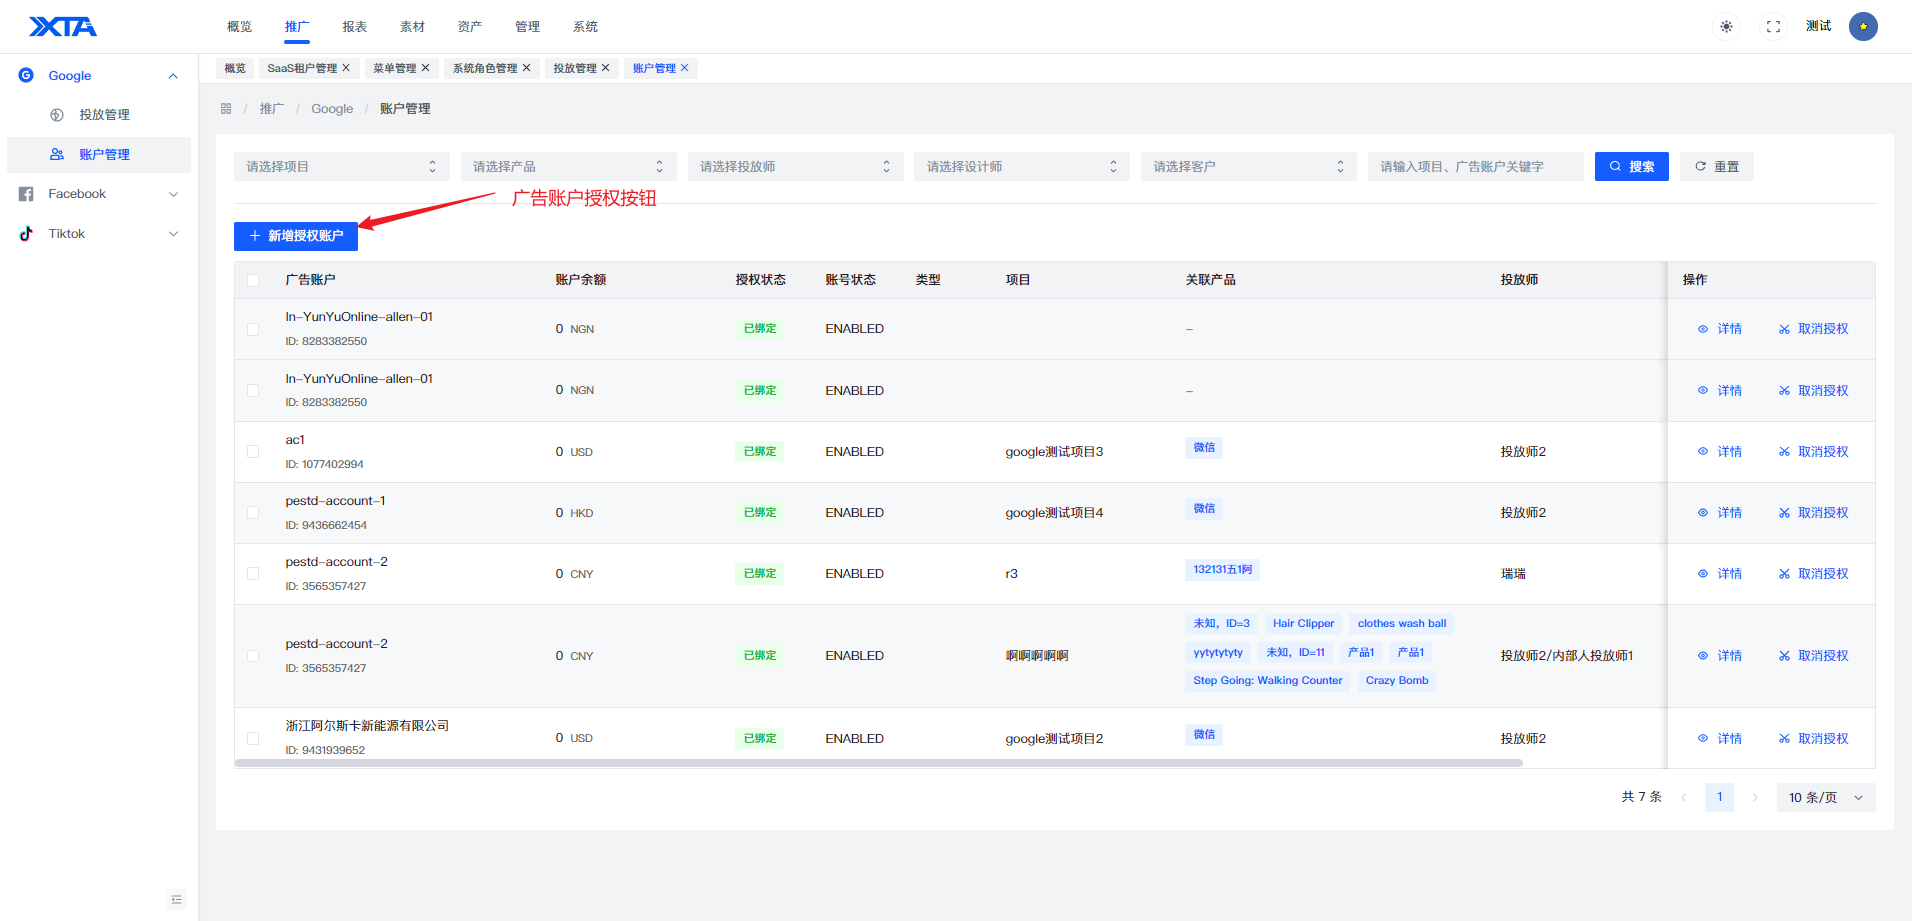 XXTA
概览 推广 报表 素材 资产 管理 系统
测试
Google
投放管理
账户管理
Facebook
Tiktok
概览 SaaS租户管理 菜单管理 系统角色管理 投放管理 账户管理
/ 推广 / Google / 账户管理
请选择项目 请选择产品 请选择投放师 请选择设计师 请选择客户 请输入项目、广告账户关键字 搜索 重置
广告账户授权按钮
新增授权账户
广告账户 账户余额 授权状态 账号状态 类型 项目 关联产品 投放师 操作
In-YunYuOnline-allen-01
ID: 8283382550
0 NGN 已绑定 ENABLED – 详情 取消授权
In-YunYuOnline-allen-01
ID: 8283382550
0 NGN 已绑定 ENABLED – 详情 取消授权
ac1
ID: 1077402994
0 USD 已绑定 ENABLED google测试项目3 微信 投放师2 详情 取消授权
pestd-account-1
ID: 9436662454
0 HKD 已绑定 ENABLED google测试项目4 微信 投放师2 详情 取消授权
pestd-account-2
ID: 3565357427
0 CNY 已绑定 ENABLED r3 132131五1阿 瑞瑞 详情 取消授权
pestd-account-2
ID: 3565357427
0 CNY 已绑定 ENABLED 啊啊啊啊啊
未知，ID=3 Hair Clipper clothes wash ball
yytytytyty 未知，ID=11 产品1 产品1
Step Going: Walking Counter Crazy Bomb
投放师2/内部人投放师1 详情 取消授权
浙江阿尔斯卡新能源有限公司
ID: 9431939652
0 USD 已绑定 ENABLED google测试项目2 微信 投放师2 详情 取消授权
共 7 条 1 10 条/页